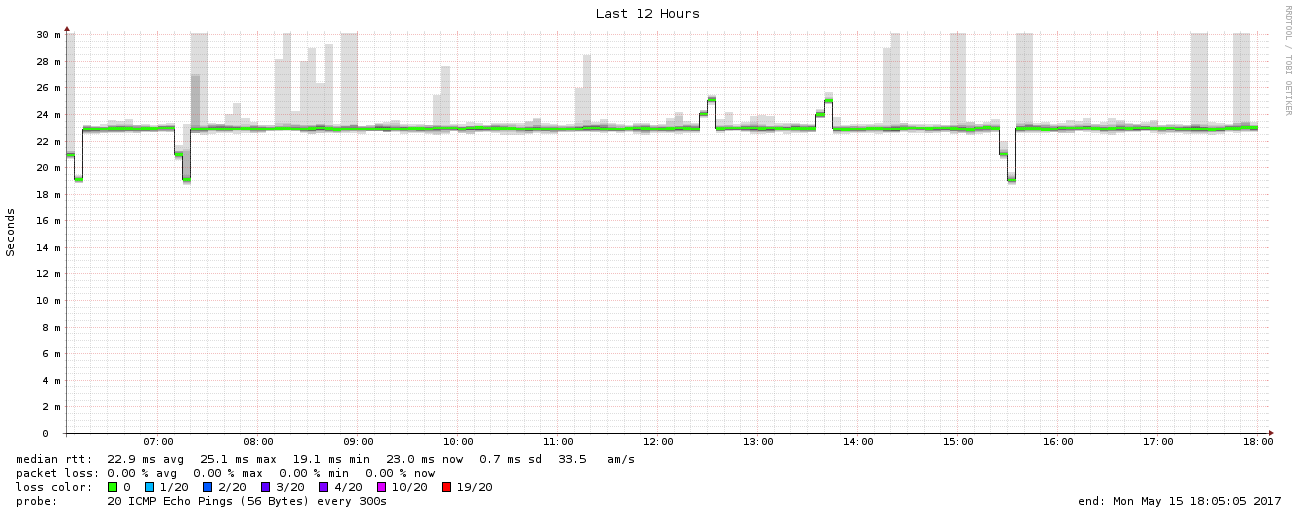 Last 12 Hours
RRDTOOL / TOBI OETIKER
Seconds
30 m
28 m
26 m
24 m
22 m
20 m
18 m
16 m
14 m
12 m
10 m
8 m
6 m
4 m
2 m
0
07:00 08:00 09:00 10:00 11:00 12:00 13:00 14:00 15:00 16:00 17:00 18:00
median rtt: 22.9 ms avg 25.1 ms max 19.1 ms min 23.0 ms now 0.7 ms sd 33.5 am/s
packet loss: 0.00 % avg 0.00 % max 0.00 % min 0.00 % now
loss color: 0 1/20 2/20 3/20 4/20 10/20 19/20
probe: 20 ICMP Echo Pings (56 Bytes) every 300s end: Mon May 15 18:05:05 2017